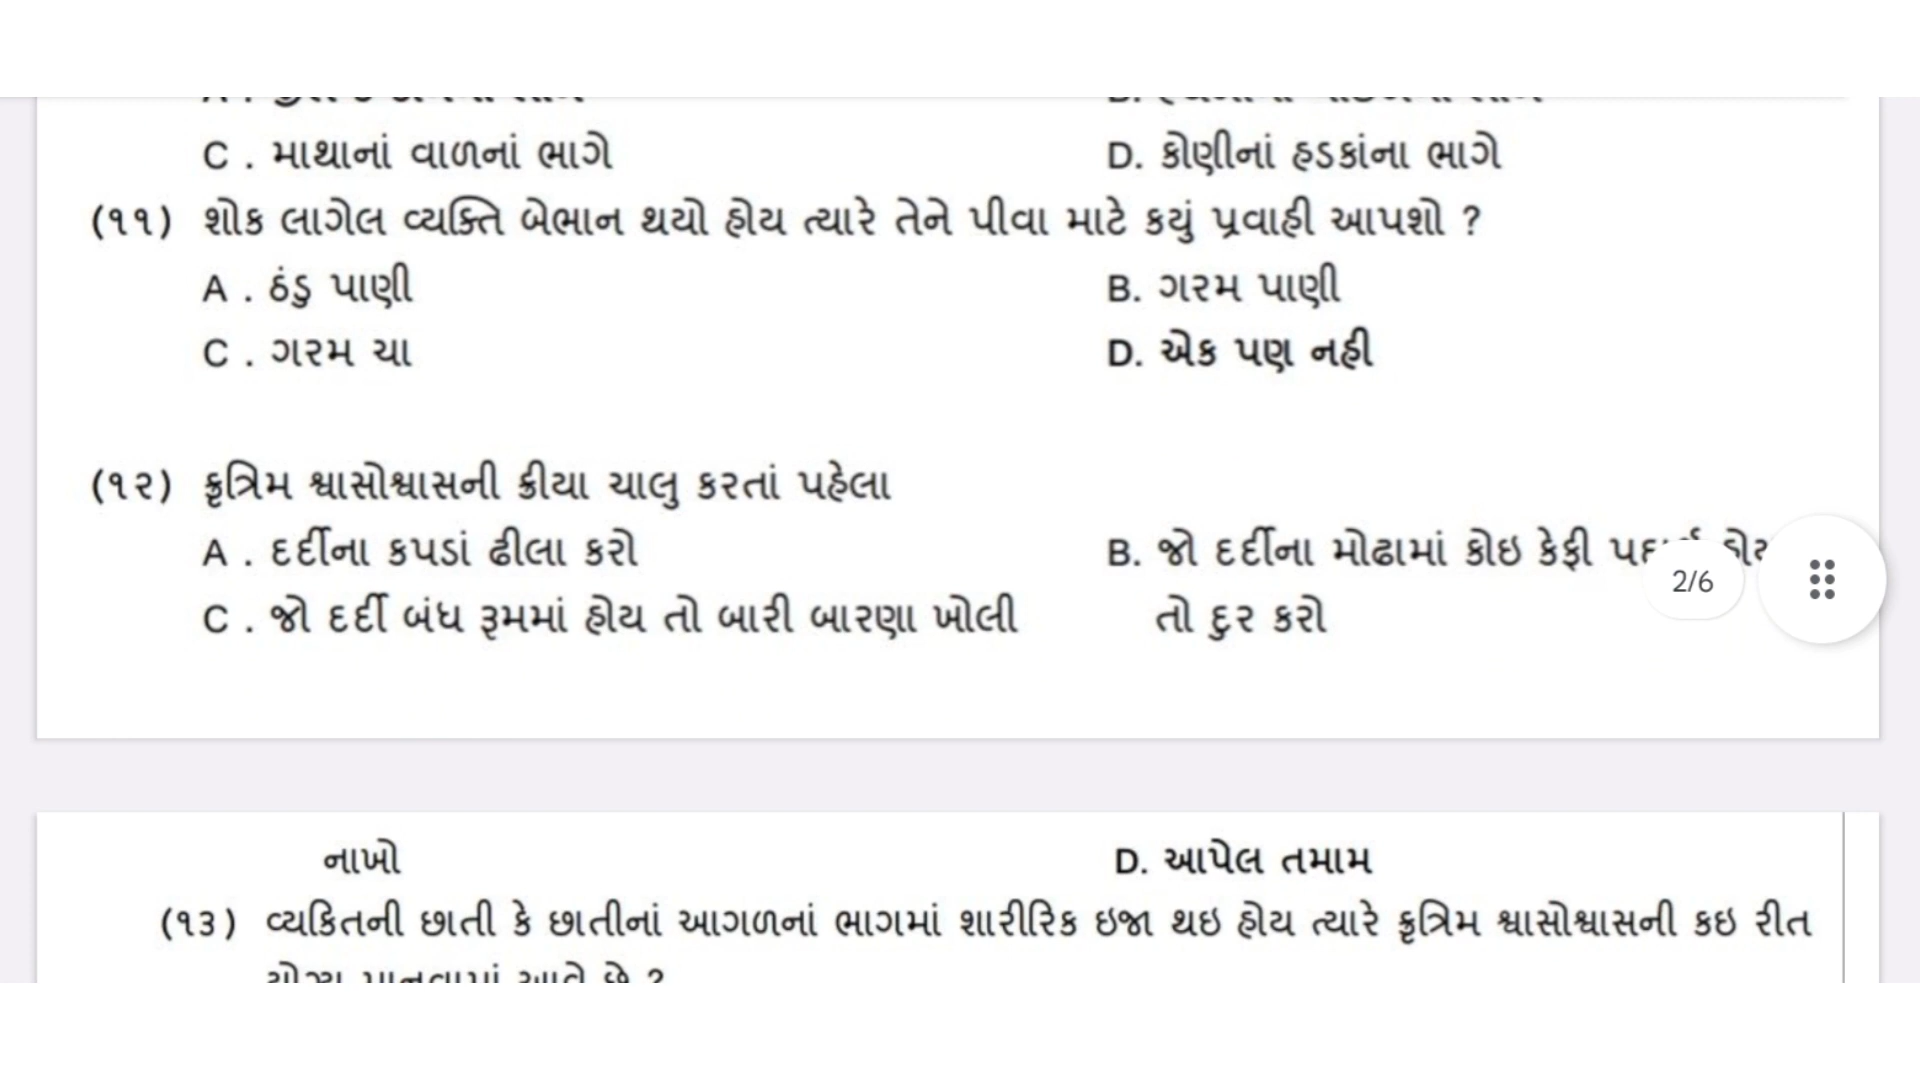 C . માથાનાં વાળનાં ભાગે
D. કોણીનાં હડકાંના ભાગે
(૧૧) શોક લાગેલ વ્યક્તિ બેભાન થયો હોય ત્યારે તેને પીવા માટે કયું પ્રવાહી આપશો ?
A . ઠંડુ પાણી
B. ગરમ પાણી
C . ગરમ ચા
D. એક પણ નહી
(૧૨) કૃત્રિમ શ્વાસોશ્વાસની ક્રીયા ચાલુ કરતાં પહેલા
A . દર્દીના કપડાં ઢીલા કરો
B. જો દર્દીના મોઢામાં કોઇ કેફી
2/6
C . જો દર્દી બંધ રૂમમાં હોય તો બારી બારણા ખોલી
તો દુર કરો
નાખો
D. આપેલ તમામ
(૧૩) વ્યકિતની છાતી કે છાતીનાં આગળનાં ભાગમાં શારીરિક ઇજા થઇ હોય ત્યારે કૃત્રિમ શ્વાસોશ્વાસની કઇ રીત